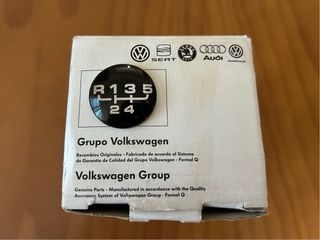 SEAT
Audi
R 1 3 5
2 4
Grupo Volkswagen
Recambios Originales - Fabricado de acuerdo al Sistema
de Garantía de Calidad del Grupo Volkswagen - Formel Q
Volkswagen Group
Genuine Parts - Manufactured in accordance with the Quality
Assurance System of Volkswagen Group - Formel Q